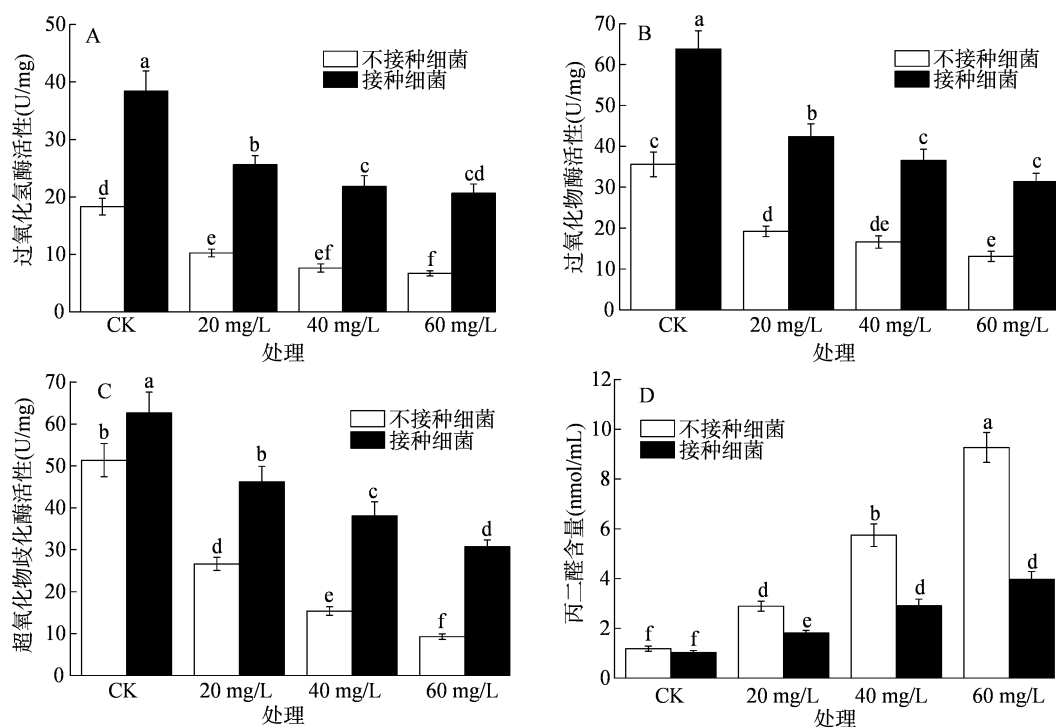 A
不接种细菌
接种细菌
过氧化氢酶活性(U/mg)
50
40
30
20
10
0
d
a
e
b
ef
c
f
cd
CK
20 mg/L
40 mg/L
60 mg/L
处理
B
不接种细菌
接种细菌
过氧化物酶活性(U/mg)
70
60
50
40
30
20
10
0
c
a
d
b
de
c
e
c
CK
20 mg/L
40 mg/L
60 mg/L
处理
C
不接种细菌
接种细菌
超氧化物歧化酶活性(U/mg)
70
60
50
40
30
20
10
0
b
a
d
b
e
c
f
d
CK
20 mg/L
40 mg/L
60 mg/L
处理
D
不接种细菌
接种细菌
丙二醛含量(nmol/mL)
12
10
8
6
4
2
0
f
f
d
e
b
d
a
d
CK
20 mg/L
40 mg/L
60 mg/L
处理